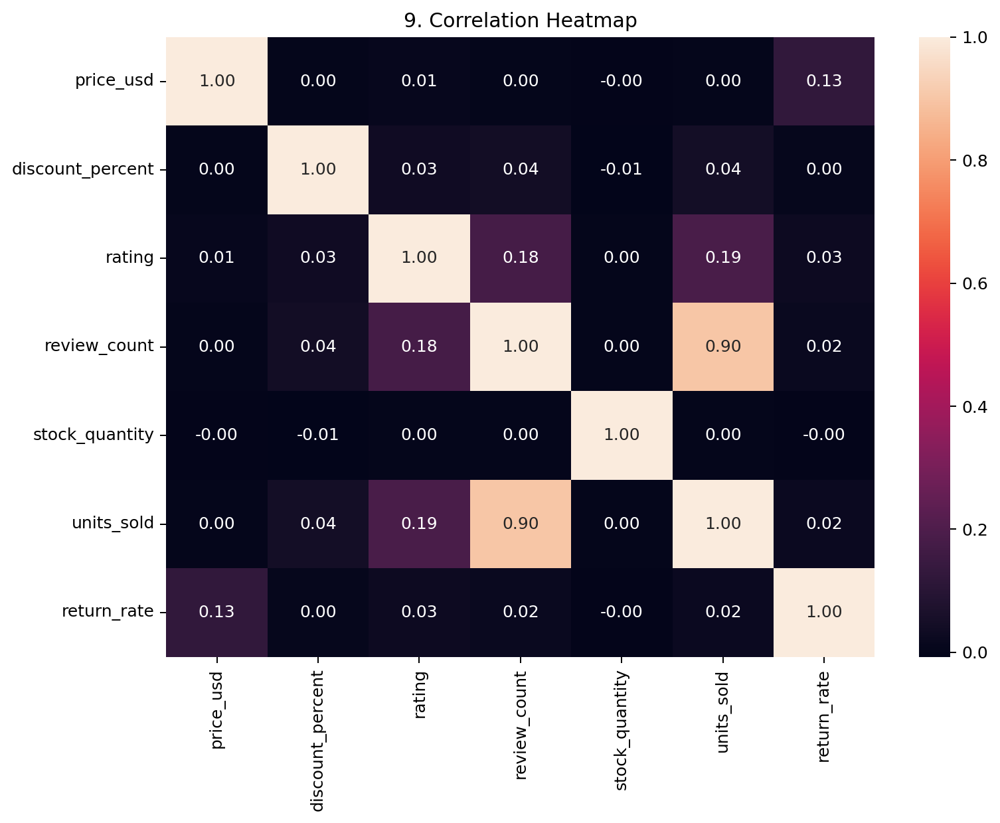 9. Correlation Heatmap
price_usd 1.00 0.00 0.01 0.00 -0.00 0.00 0.13
discount_percent 0.00 1.00 0.03 0.04 -0.01 0.04 0.00
rating 0.01 0.03 1.00 0.18 0.00 0.19 0.03
review_count 0.00 0.04 0.18 1.00 0.00 0.90 0.02
stock_quantity -0.00 -0.01 0.00 0.00 1.00 0.00 -0.00
units_sold 0.00 0.04 0.19 0.90 0.00 1.00 0.02
return_rate 0.13 0.00 0.03 0.02 -0.00 0.02 1.00
price_usd
discount_percent
rating
review_count
stock_quantity
units_sold
return_rate
1.0
0.8
0.6
0.4
0.2
0.0